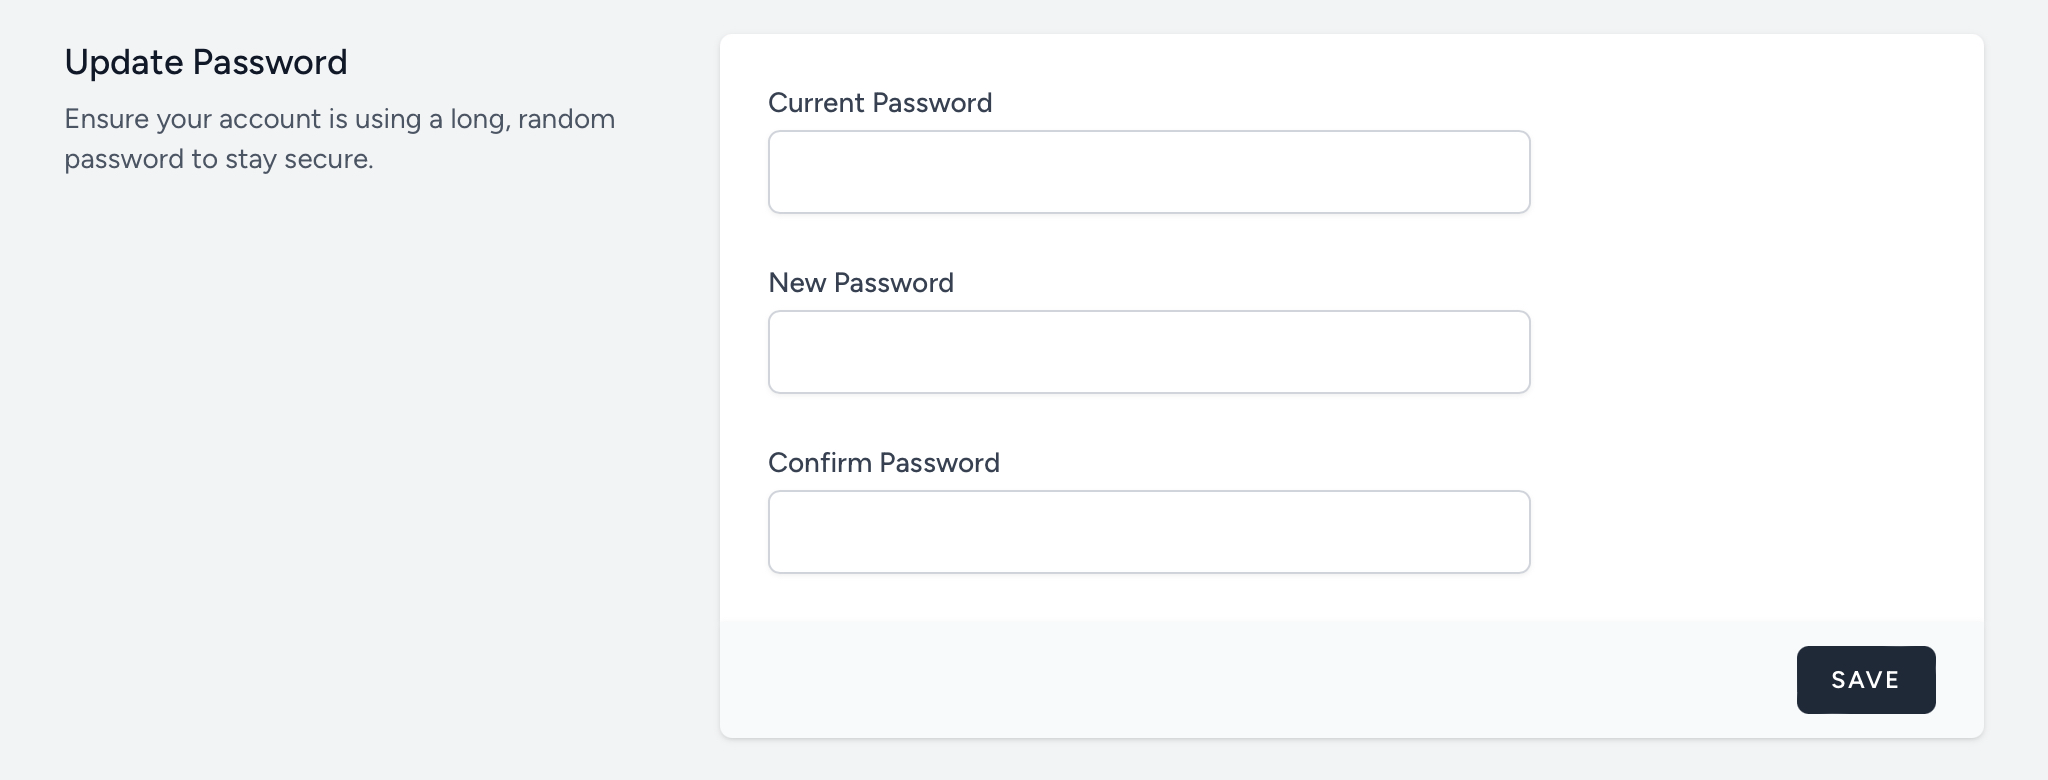 Update Password
Ensure your account is using a long, random
password to stay secure.
Current Password
New Password
Confirm Password
SAVE